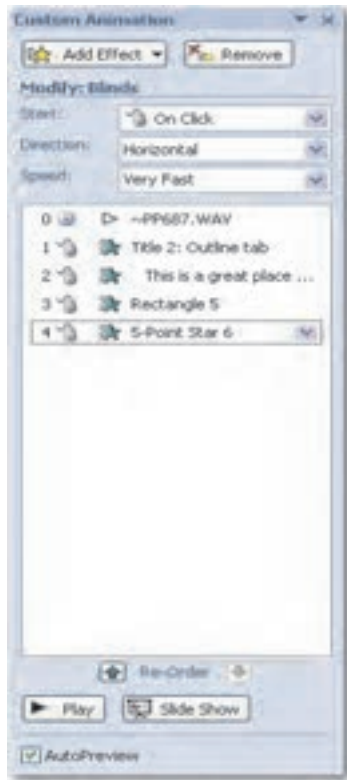 Custom Animation
Add Effect Remove
Modify: Blinds
Start: On Click
Direction: Horizontal
Speed: Very Fast
0 ~PP687.WAV
1 Title 2: Outline tab
2 This is a great place ...
3 Rectangle 5
4 5-Point Star 6
Re-Order
Play Slide Show
AutoPreview